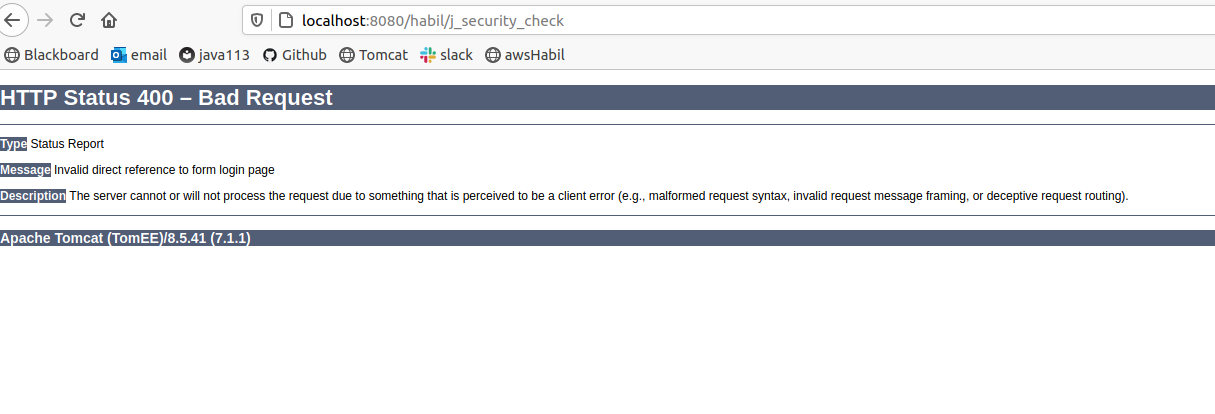 localhost:8080/habil/j_security_check
Blackboard email java113 Github Tomcat slack awsHabil
HTTP Status 400 – Bad Request
Type Status Report
Message Invalid direct reference to form login page
Description The server cannot or will not process the request due to something that is perceived to be a client error (e.g., malformed request syntax, invalid request message framing, or deceptive request routing).
Apache Tomcat (TomEE)/8.5.41 (7.1.1)